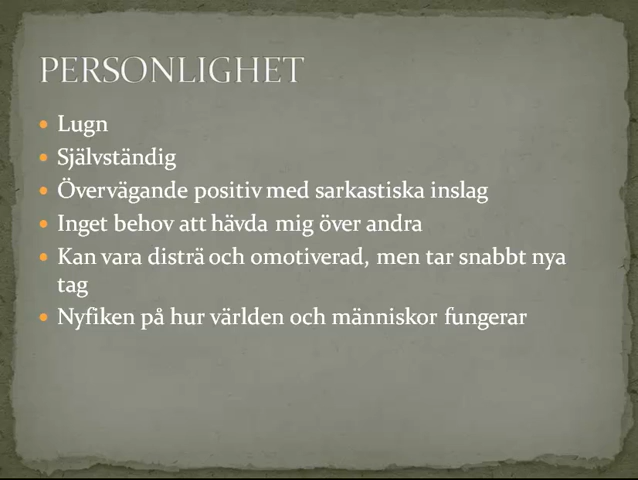 PERSONLIGHET
• Lugn
• Självständig
• Övervägande positiv med sarkastiska inslag
• Inget behov att hävda mig över andra
• Kan vara disträ och omotiverad, men tar snabbt nya
tag
• Nyfiken på hur världen och människor fungerar